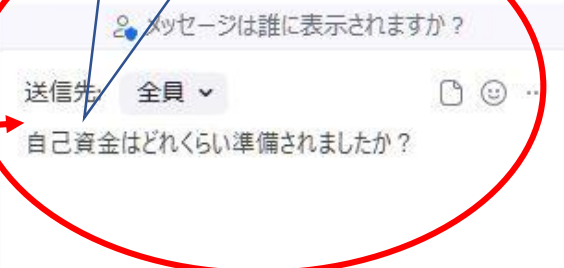 メッセージは誰に表示されますか？
送信先: 全員
自己資金はどれくらい準備されましたか？